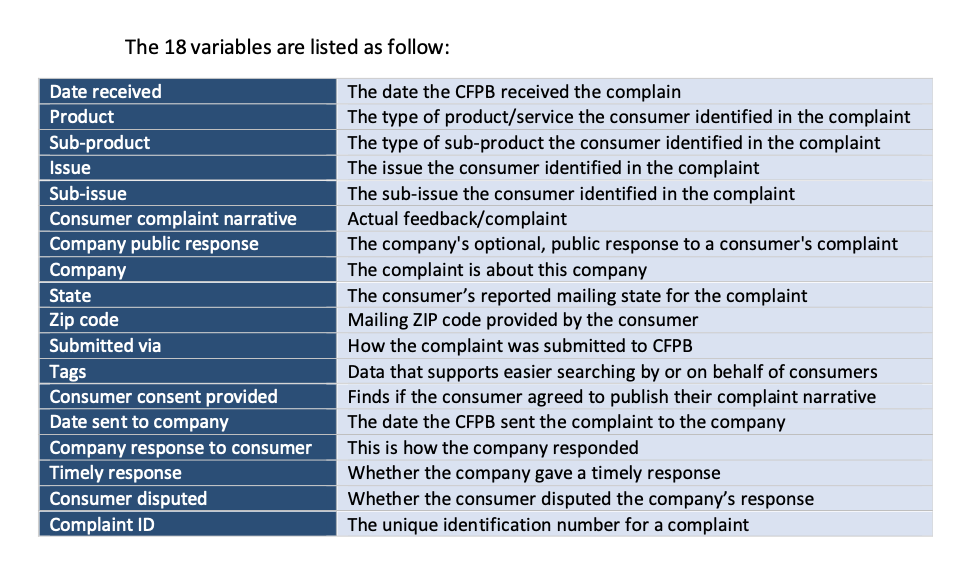 The 18 variables are listed as follow:
Date received The date the CFPB received the complain
Product The type of product/service the consumer identified in the complaint
Sub-product The type of sub-product the consumer identified in the complaint
Issue The issue the consumer identified in the complaint
Sub-issue The sub-issue the consumer identified in the complaint
Consumer complaint narrative Actual feedback/complaint
Company public response The company's optional, public response to a consumer's complaint
Company The complaint is about this company
State The consumer’s reported mailing state for the complaint
Zip code Mailing ZIP code provided by the consumer
Submitted via How the complaint was submitted to CFPB
Tags Data that supports easier searching by or on behalf of consumers
Consumer consent provided Finds if the consumer agreed to publish their complaint narrative
Date sent to company The date the CFPB sent the complaint to the company
Company response to consumer This is how the company responded
Timely response Whether the company gave a timely response
Consumer disputed Whether the consumer disputed the company’s response
Complaint ID The unique identification number for a complaint